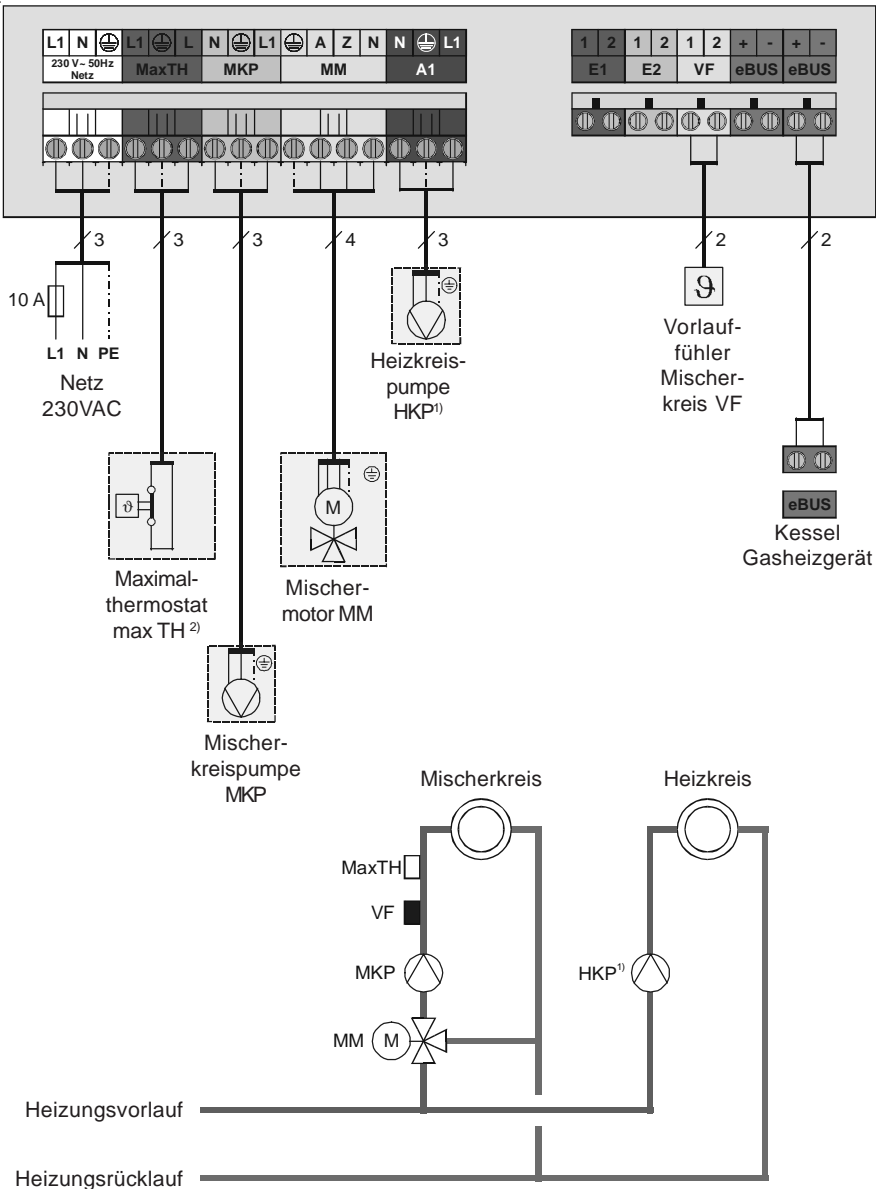 L1 N L1 L N L1 A Z N N L1 1 2 1 2 1 2 + - + -
230 V~ 50Hz
Netz
MaxTH MKP MM A1 E1 E2 VF eBUS eBUS
3 3 3 4 3 2 2
10 A
L1 N PE
Netz
230VAC
Heizkreis-
pumpe
HKP1)
ϑ
Vorlauf-
fühler
Mischer-
kreis VF
eBUS
Kessel
Gasheizgerät
ϑ
Maximal-
thermostat
max TH 2)
M
Mischer-
motor MM
Mischer-
kreispumpe
MKP
Mischerkreis
Heizkreis
MaxTH
VF
MKP
HKP1)
MM M
Heizungsvorlauf
Heizungsrücklauf